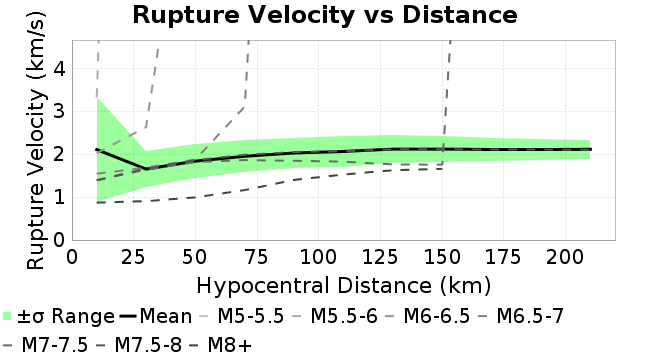 Rupture Velocity vs Distance
Rupture Velocity (km/s)
4
3
2
1
0
0 25 50 75 100 125 150 175 200
Hypocentral Distance (km)
±σ Range Mean M5-5.5 M5.5-6 M6-6.5 M6.5-7
M7-7.5 M7.5-8 M8+